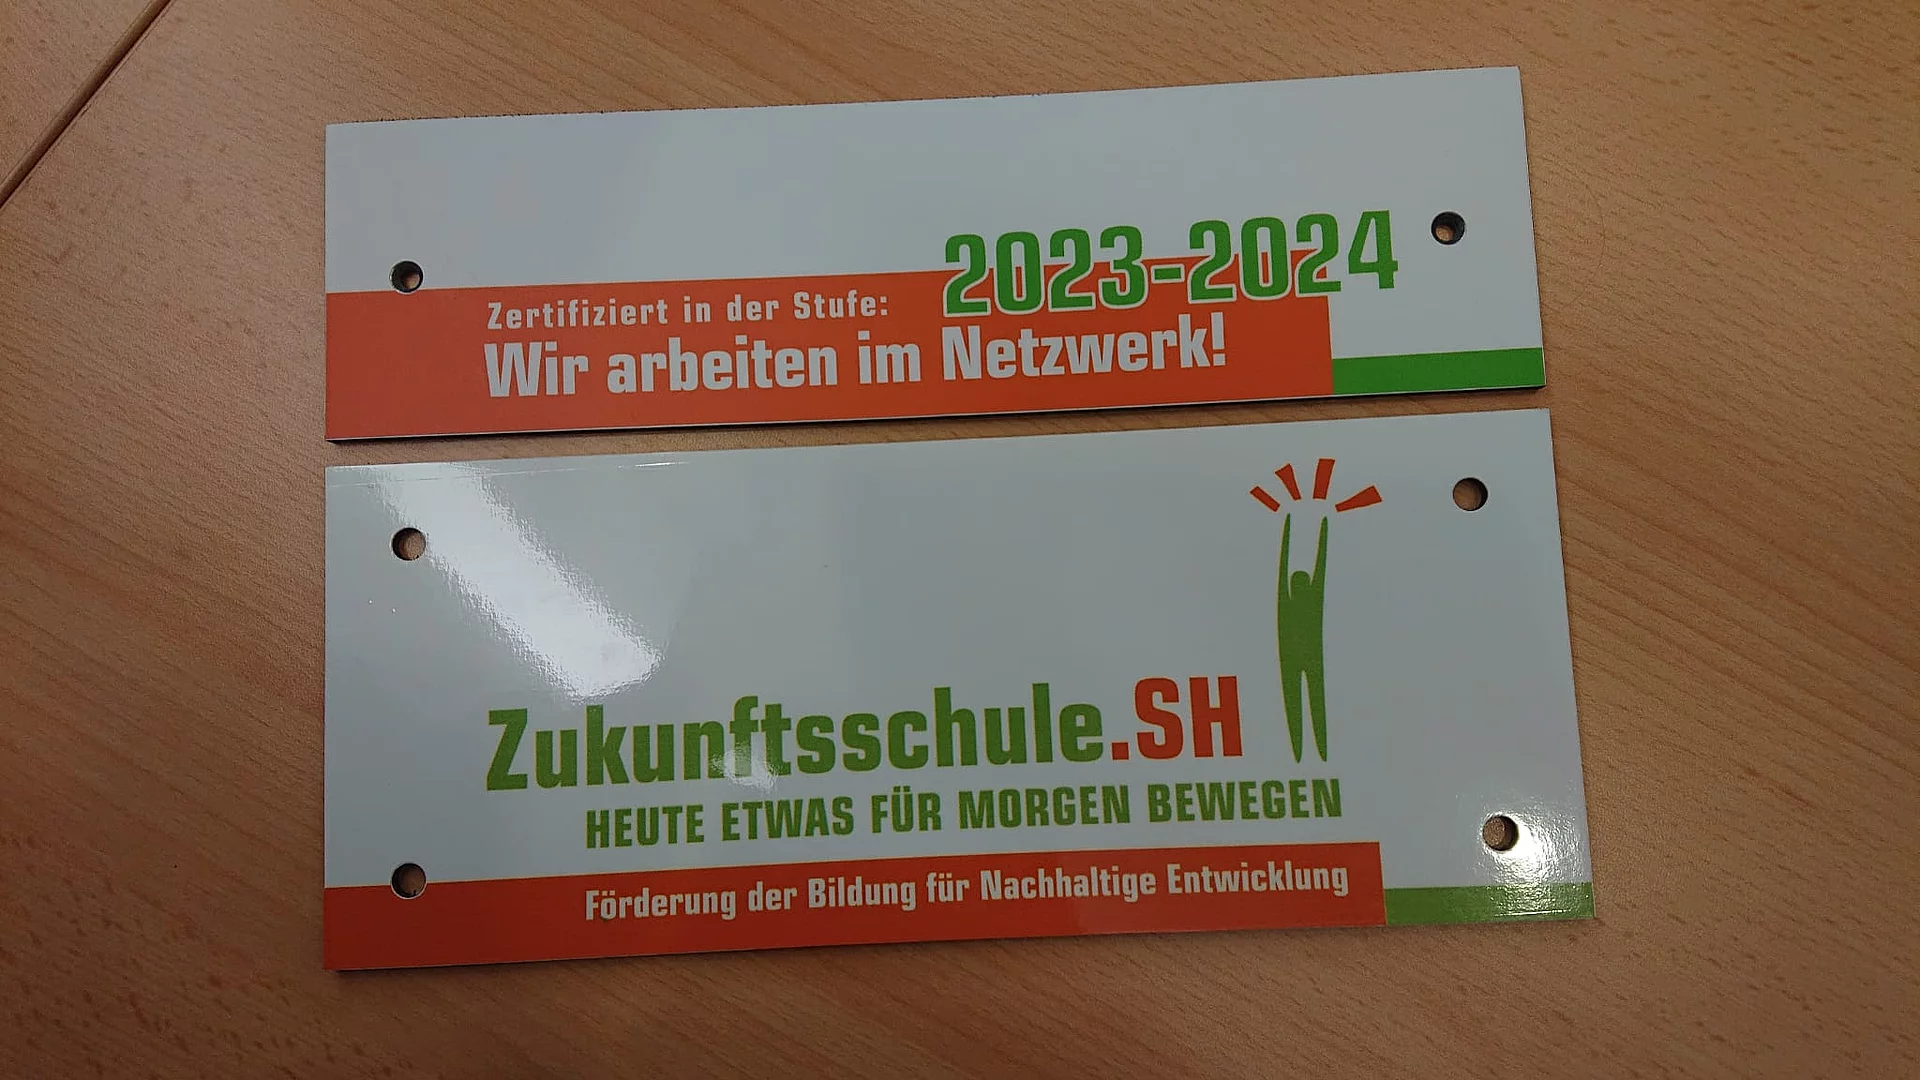 2023-2024
Zertifiziert in der Stufe:
Wir arbeiten im Netzwerk!
Zukunftsschule.SH
HEUTE ETWAS FÜR MORGEN BEWEGEN
Förderung der Bildung für Nachhaltige Entwicklung